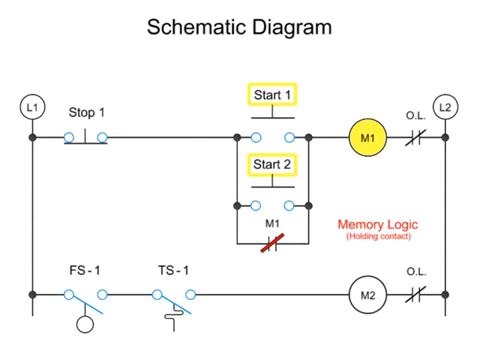 Schematic Diagram
L1
Stop 1
Start 1
M1
O.L.
L2
Start 2
M1
Memory Logic
(Holding contact)
FS - 1
TS - 1
M2
O.L.